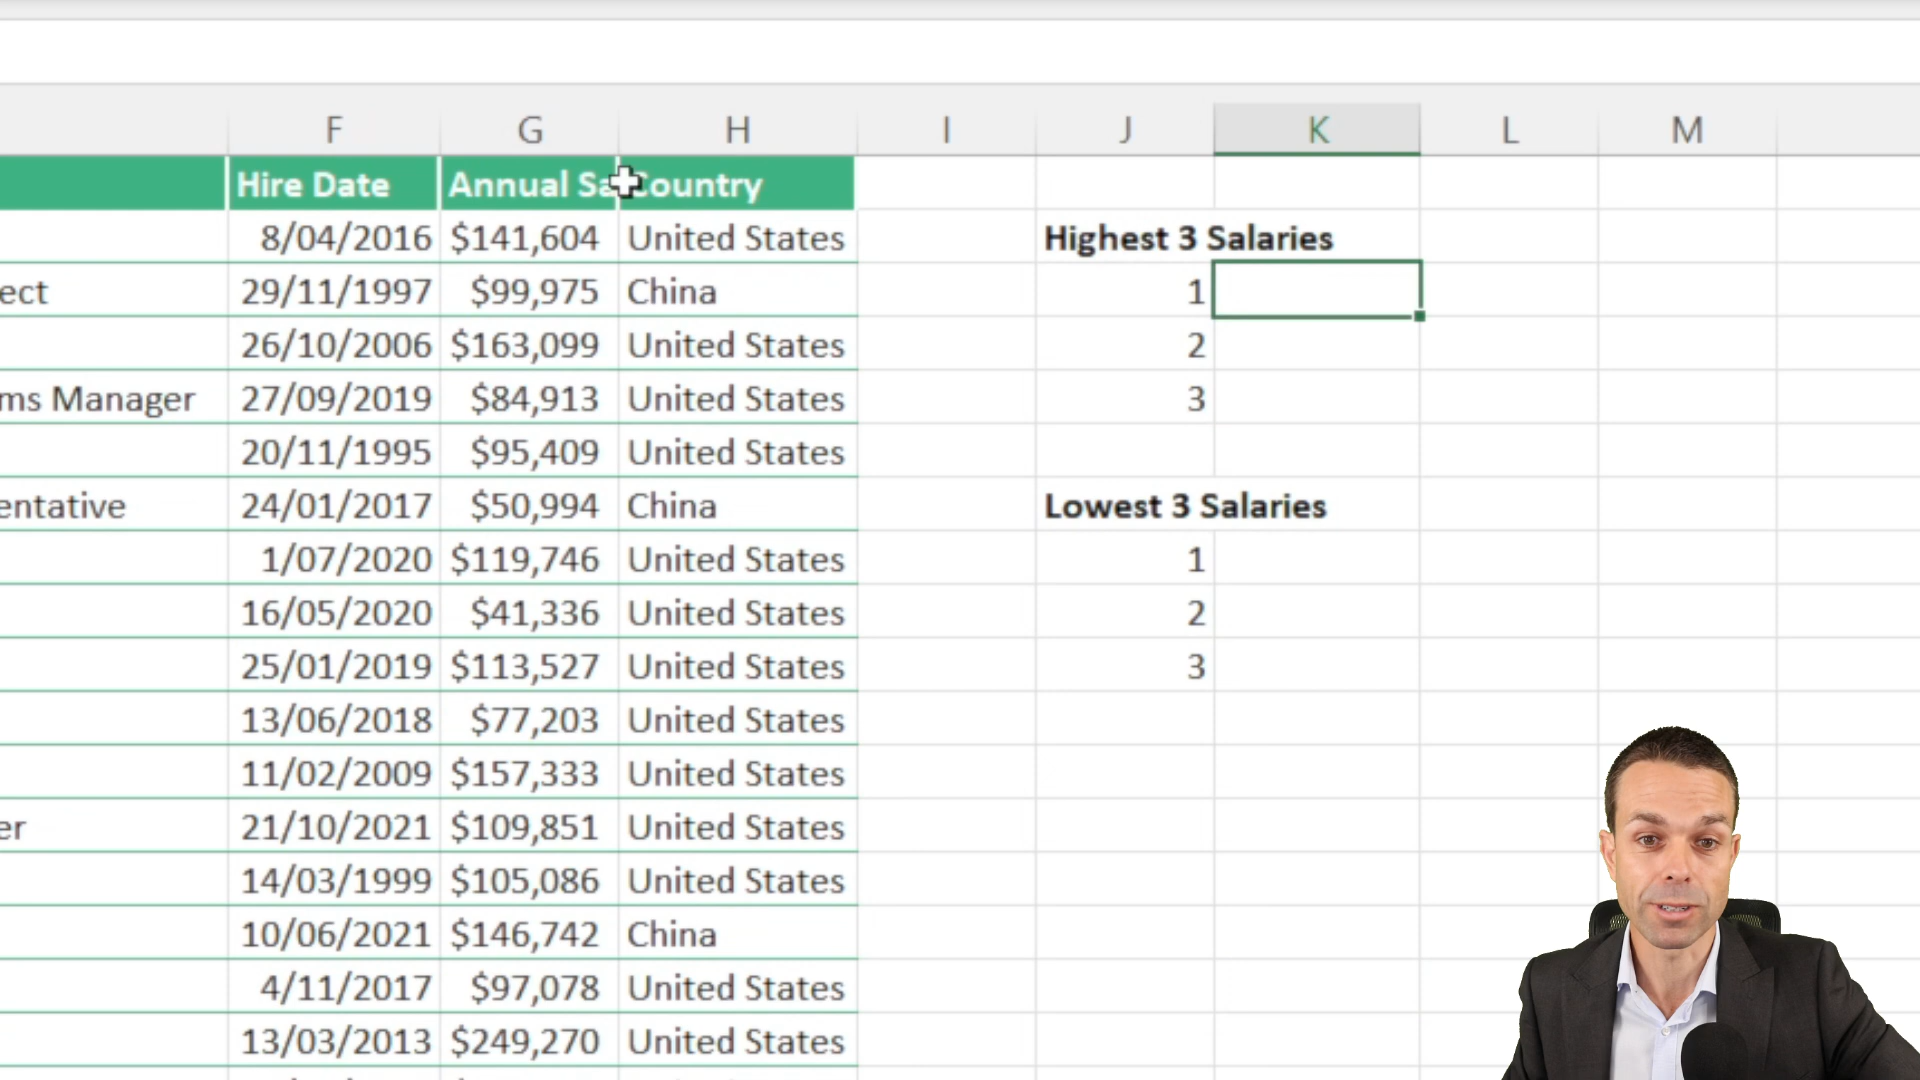 F G H I J K L M
Hire Date Annual Sa Country
8/04/2016 $141,604 United States Highest 3 Salaries
ect 29/11/1997 $99,975 China 1
26/10/2006 $163,099 United States 2
ms Manager 27/09/2019 $84,913 United States 3
20/11/1995 $95,409 United States
entative 24/01/2017 $50,994 China Lowest 3 Salaries
1/07/2020 $119,746 United States 1
16/05/2020 $41,336 United States 2
25/01/2019 $113,527 United States 3
13/06/2018 $77,203 United States
11/02/2009 $157,333 United States
er 21/10/2021 $109,851 United States
14/03/1999 $105,086 United States
10/06/2021 $146,742 China
4/11/2017 $97,078 United States
13/03/2013 $249,270 United States